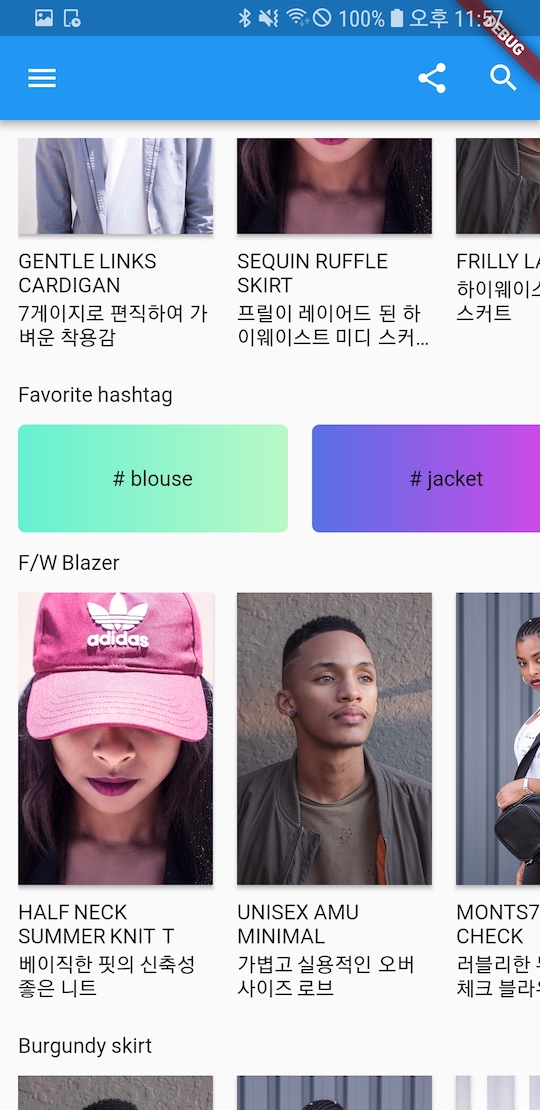 100% 오후 11:57
DEBUG
GENTLE LINKS
CARDIGAN
7게이지로 편직하여 가
벼운 착용감
SEQUIN RUFFLE
SKIRT
프릴이 레이어드 된 하
이웨이스트 미디 스커...
FRILLY LA
하이웨이스
스커트
Favorite hashtag
# blouse
# jacket
F/W Blazer
adidas
HALF NECK
SUMMER KNIT T
베이직한 핏의 신축성
좋은 니트
UNISEX AMU
MINIMAL
가볍고 실용적인 오버
사이즈 로브
MONTS7
CHECK
러블리한
체크 블라우
Burgundy skirt